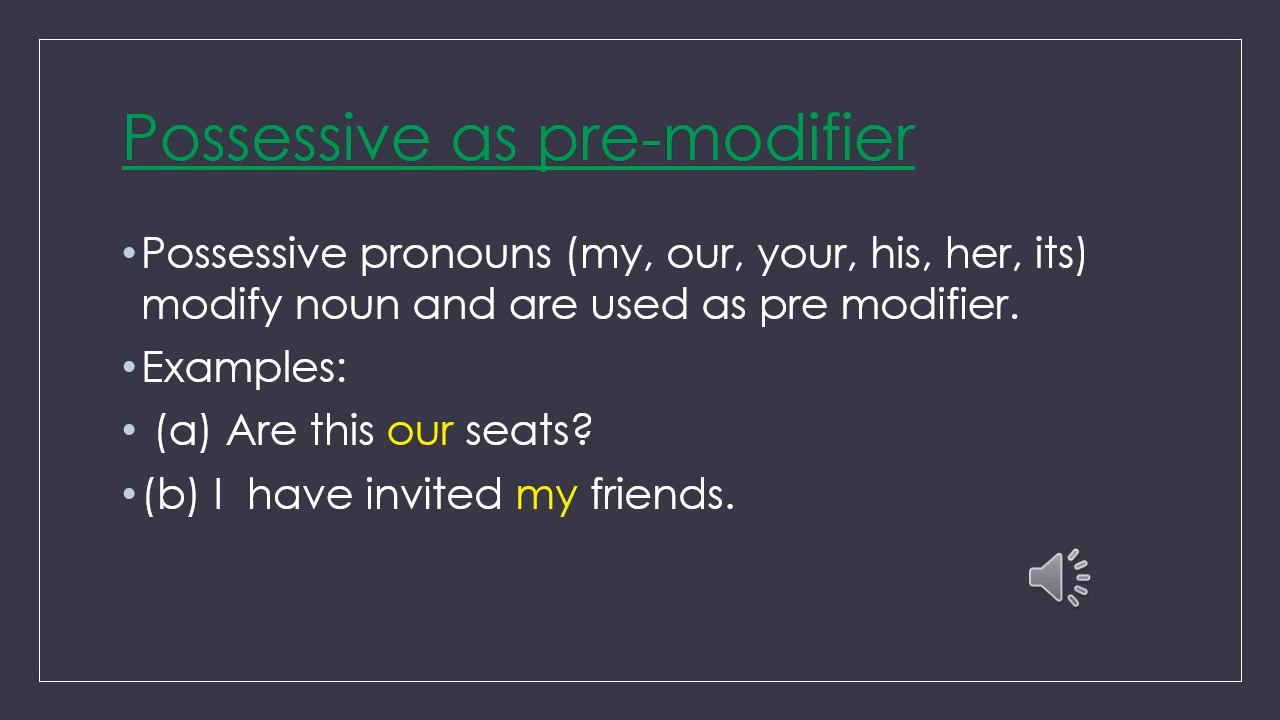 Possessive as pre-modifier
•Possessive pronouns (my, our, your, his, her, its)
modify noun and are used as pre modifier.
•Examples:
• (a) Are this our seats?
•(b) I have invited my friends.